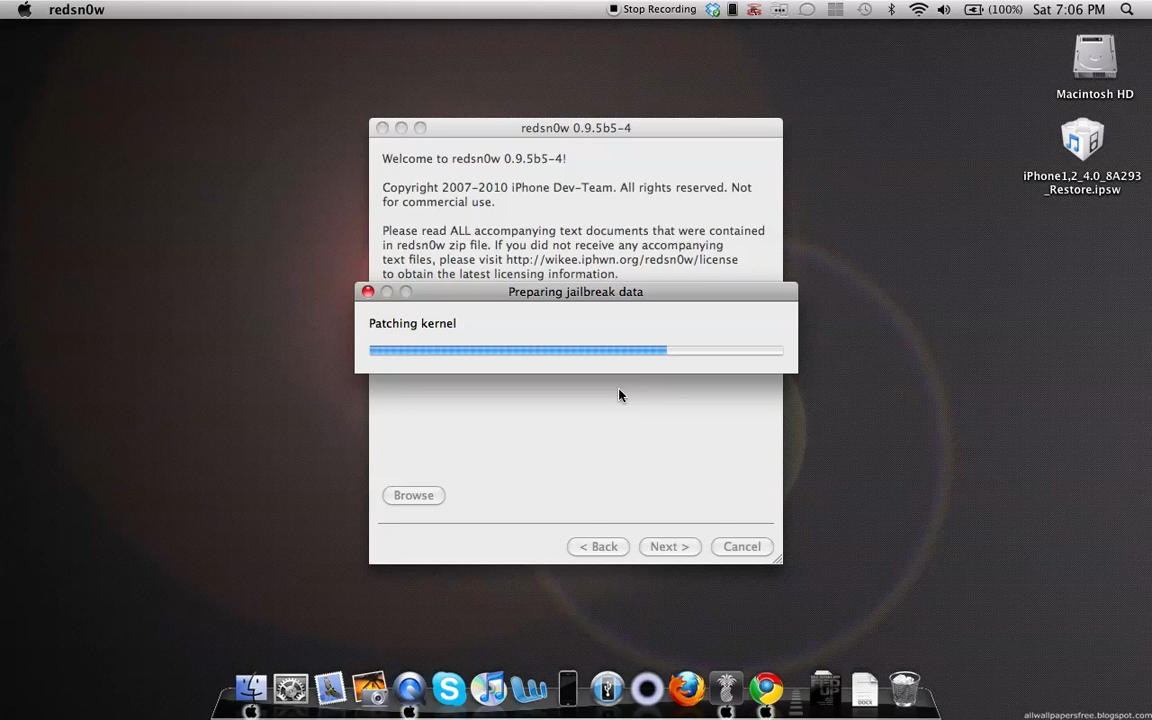 redsn0w
Stop Recording
(100%)
Sat 7:06 PM
Macintosh HD
iPhone1,2_4.0_8A293
_Restore.ipsw
redsn0w 0.9.5b5-4
Welcome to redsn0w 0.9.5b5-4!
Copyright 2007-2010 iPhone Dev-Team. All rights reserved. Not
for commercial use.
Please read ALL accompanying text documents that were contained
in redsn0w zip file. If you did not receive any accompanying
text files, please visit http://wikee.iphwn.org/redsn0w/license
to obtain the latest licensing information.
Preparing jailbreak data
Patching kernel
Browse
< Back
Next >
Cancel
DOCX
allwallpapersfree.blogspot.com